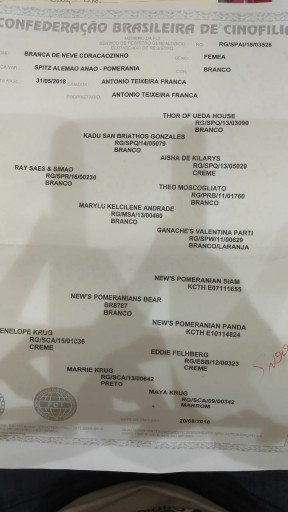 CONFEDERAÇÃO BRASILEIRA DE CINOFILIA
RG/SPAI/18/03528
BRANCA DE NEVE CORACAOZINHO FEMEA
SPITZ ALEMAO ANAO - POMERANIA BRANCO
31/05/2018 ANTONIO TEIXEIRA FRANCA
ANTONIO TEIXEIRA FRANCA
THOR OF UEDA HOUSE
RG/SPQ/13/03099
BRANCO
KADU SAN BRIATHOS GONZALES
RG/SPQ/14/05079
BRANCO
AISHA DE KILARYS
RG/SPQ/13/05029
CREME
RAY SAES & SIMAO
RG/SPR/16/00230
BRANCO
THEO MOSCOGLIATO
RG/PRB/11/01760
BRANCO
MARYLU KELCILENE ANDRADE
RG/MSA/13/00460
BRANCO
GANACHE'S VALENTINA PARTI
RG/SPW/11/00829
BRANCO/LARANJA
NEW'S POMERANIAN SIAM
KCTH E07111655
NEW'S POMERANIANS BEAR
BR8767
BRANCO
NEW'S POMERANIAN PANDA
KCTH E10114824
ENELOPE KRUG
RG/SCA/15/01036
CREME
EDDIE FELHBERG
RG/ESB/12/00323
CREME
MARRIE KRUG
RG/SCA/13/00642
PRETO
MAYA KRUG
RG/SCA/09/00342
MARROM
20/08/2018